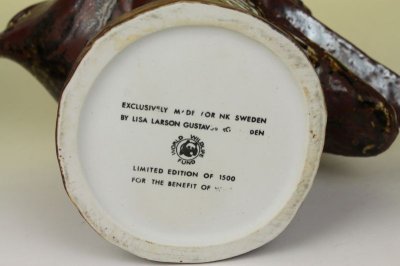 EXCLUSIVELY MADE FOR NK SWEDEN
BY LISA LARSON
WORLD WILDLIFE
FUND
LIMITED EDITION OF 1500
FOR THE BENEFIT OF